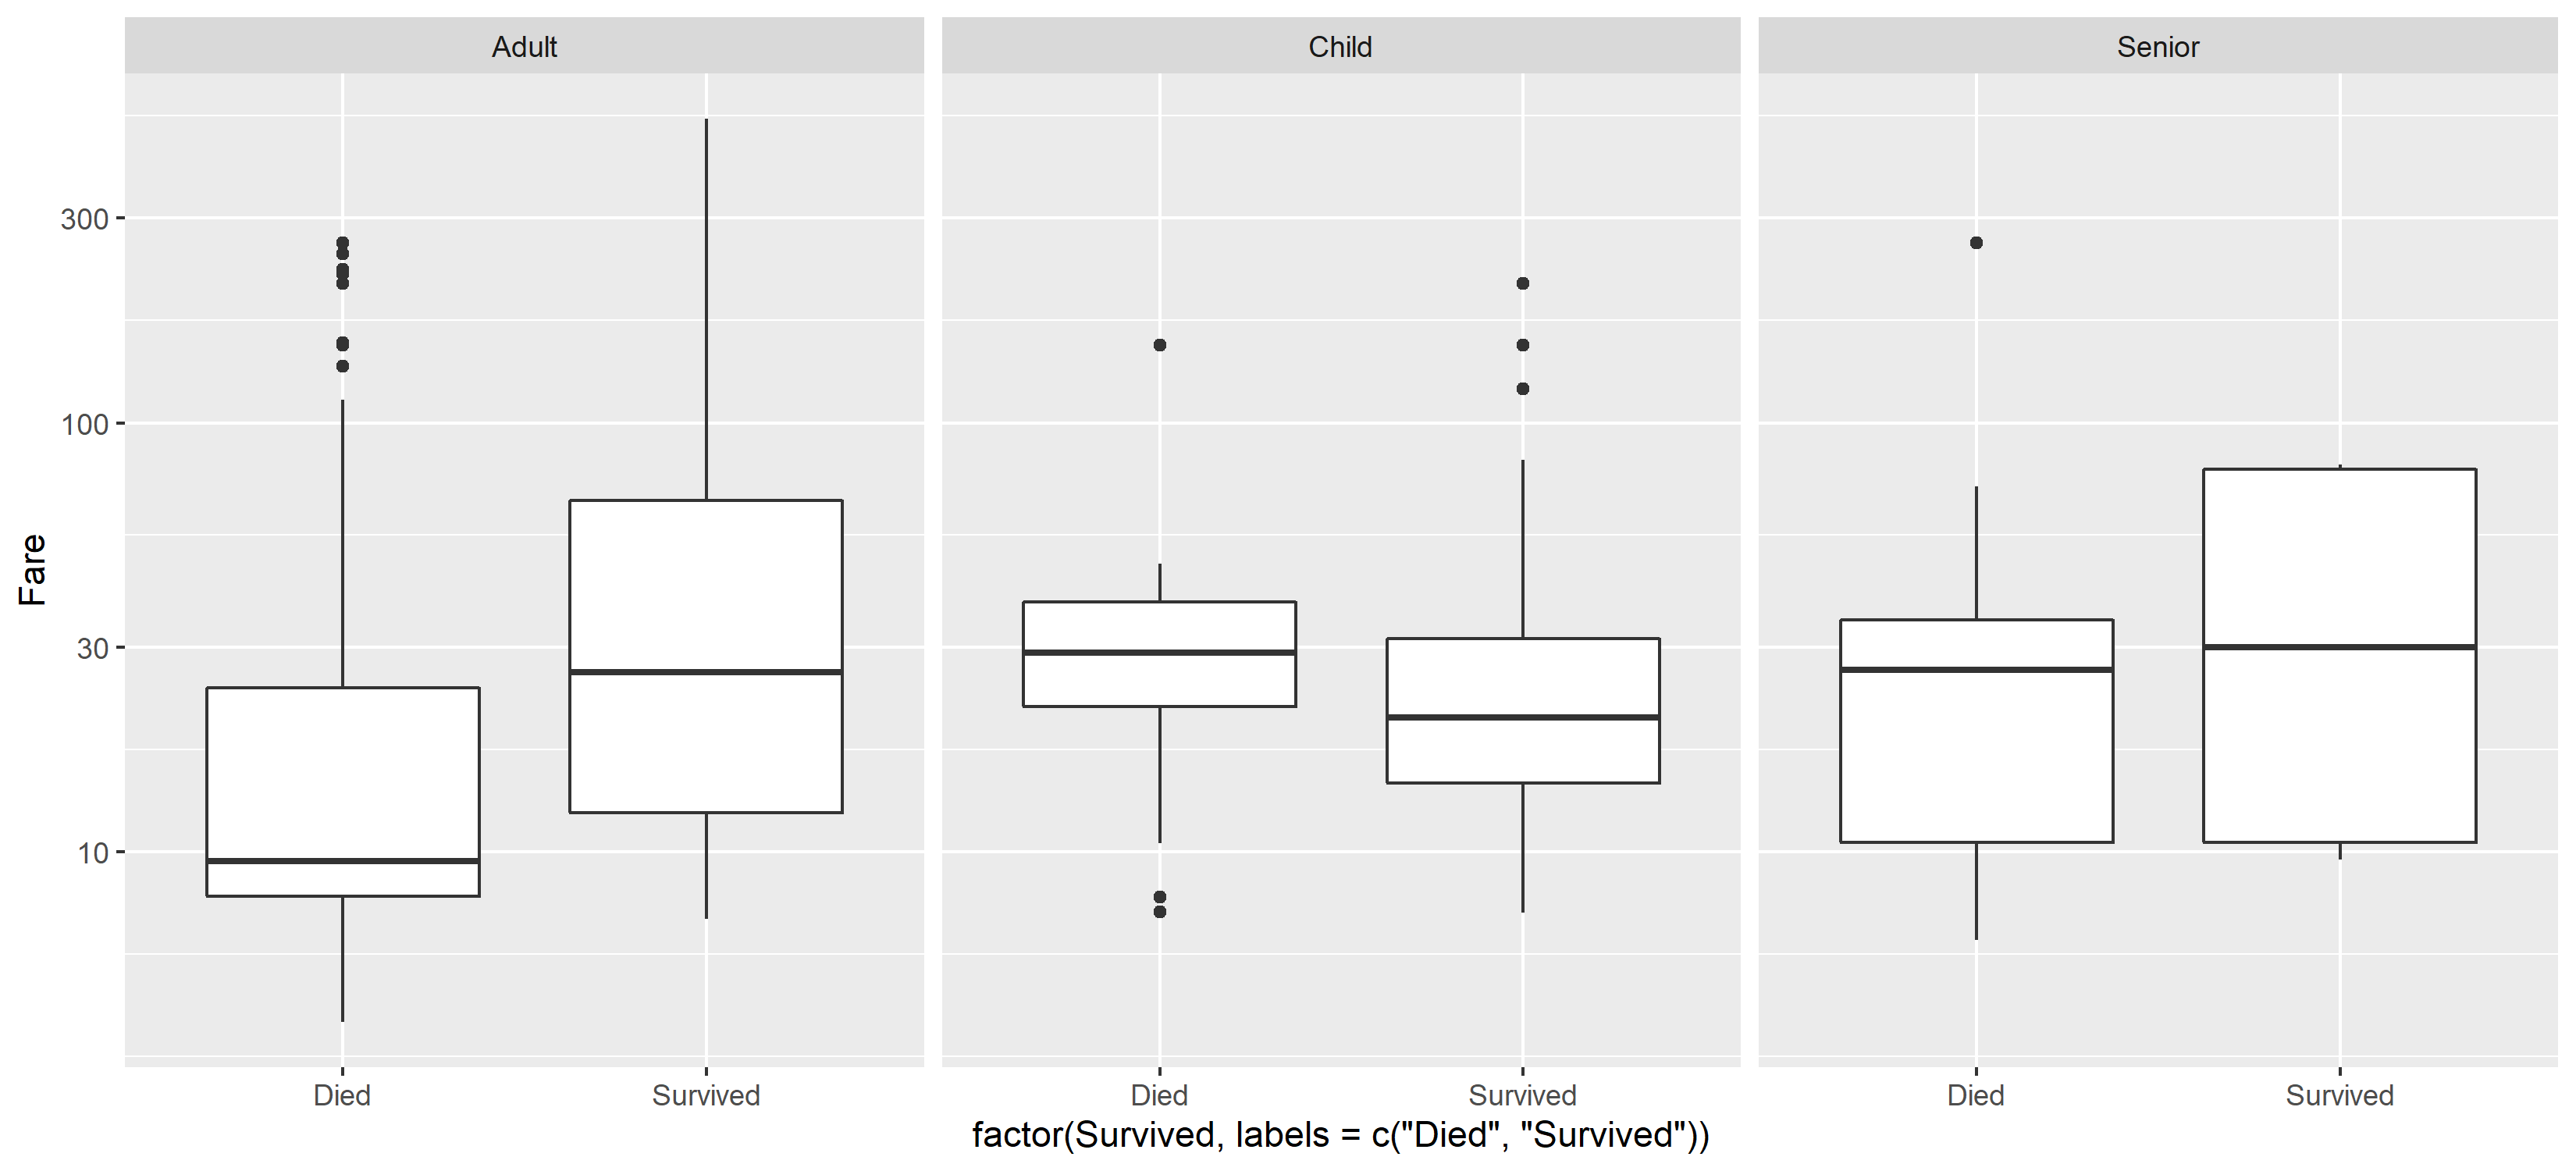 Adult
Child
Senior
Fare
300
100
30
10
Died
Survived
Died
Survived
Died
Survived
factor(Survived, labels = c("Died", "Survived"))